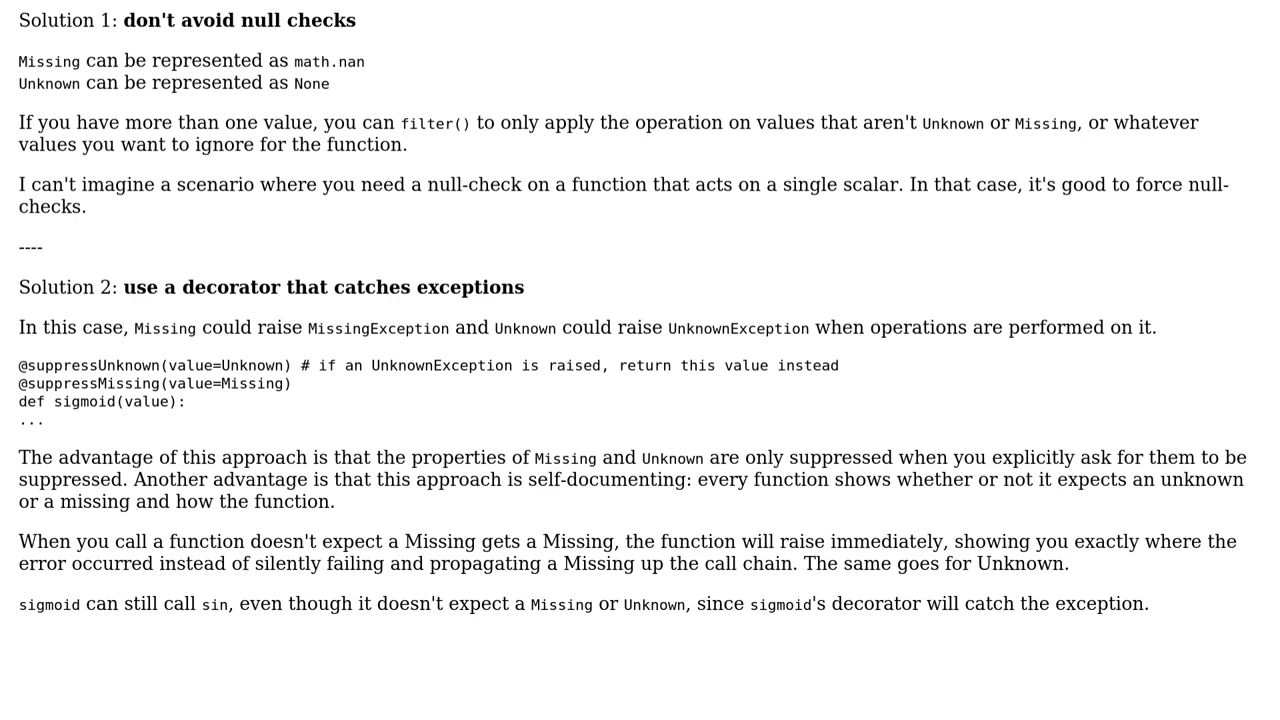 Solution 1: don't avoid null checks
Missing can be represented as math.nan
Unknown can be represented as None
If you have more than one value, you can filter() to only apply the operation on values that aren't Unknown or Missing, or whatever
values you want to ignore for the function.
I can't imagine a scenario where you need a null-check on a function that acts on a single scalar. In that case, it's good to force null-
checks.
----
Solution 2: use a decorator that catches exceptions
In this case, Missing could raise MissingException and Unknown could raise UnknownException when operations are performed on it.
@suppressUnknown(value=Unknown) # if an UnknownException is raised, return this value instead
@suppressMissing(value=Missing)
def sigmoid(value):
...
The advantage of this approach is that the properties of Missing and Unknown are only suppressed when you explicitly ask for them to be
suppressed. Another advantage is that this approach is self-documenting: every function shows whether or not it expects an unknown
or a missing and how the function.
When you call a function doesn't expect a Missing gets a Missing, the function will raise immediately, showing you exactly where the
error occurred instead of silently failing and propagating a Missing up the call chain. The same goes for Unknown.
sigmoid can still call sin, even though it doesn't expect a Missing or Unknown, since sigmoid's decorator will catch the exception.